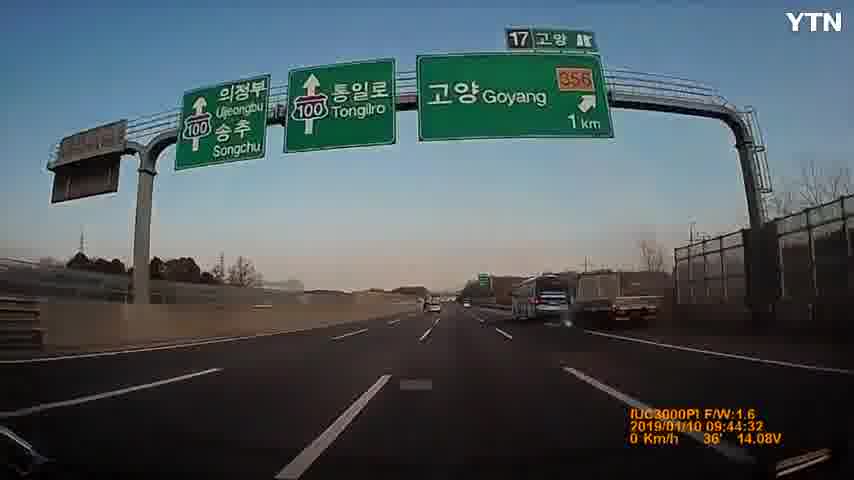 YTN
17 고양
의정부
Uijeongbu
100
송추
Songchu
통일로
100
Tongilro
고양 Goyang
356
1 km
IUC3000PI F/W:1.6
2019/01/10 09:44:32
0 Km/h 36' 14.08V